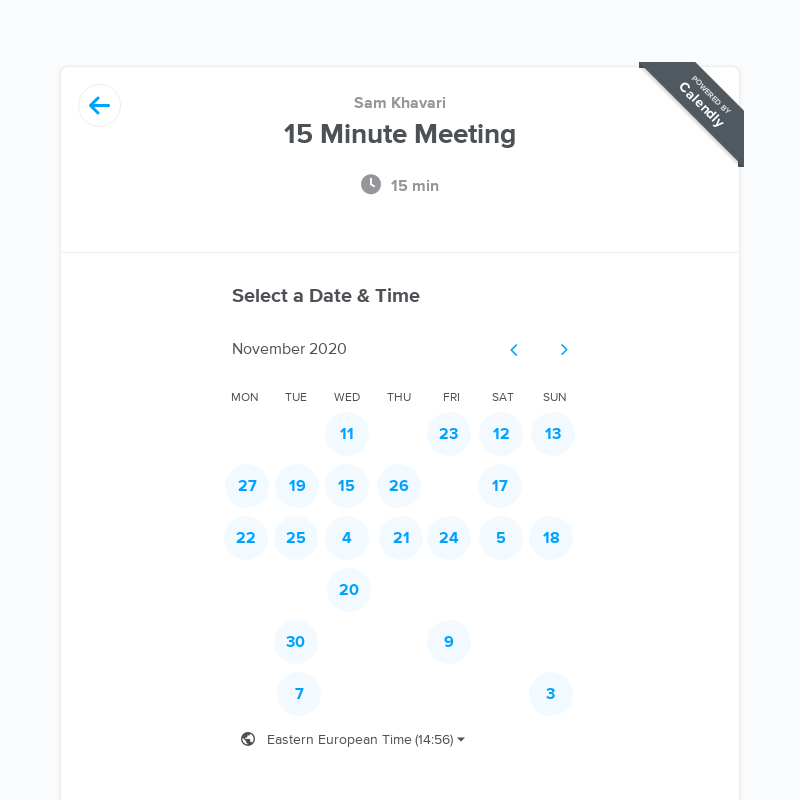 POWERED BY
Calendly
Sam Khavari
15 Minute Meeting
15 min
Select a Date & Time
November 2020
MON TUE WED THU FRI SAT SUN
11 23 12 13
27 19 15 26 17
22 25 4 21 24 5 18
20
30 9
7 3
Eastern European Time (14:56)